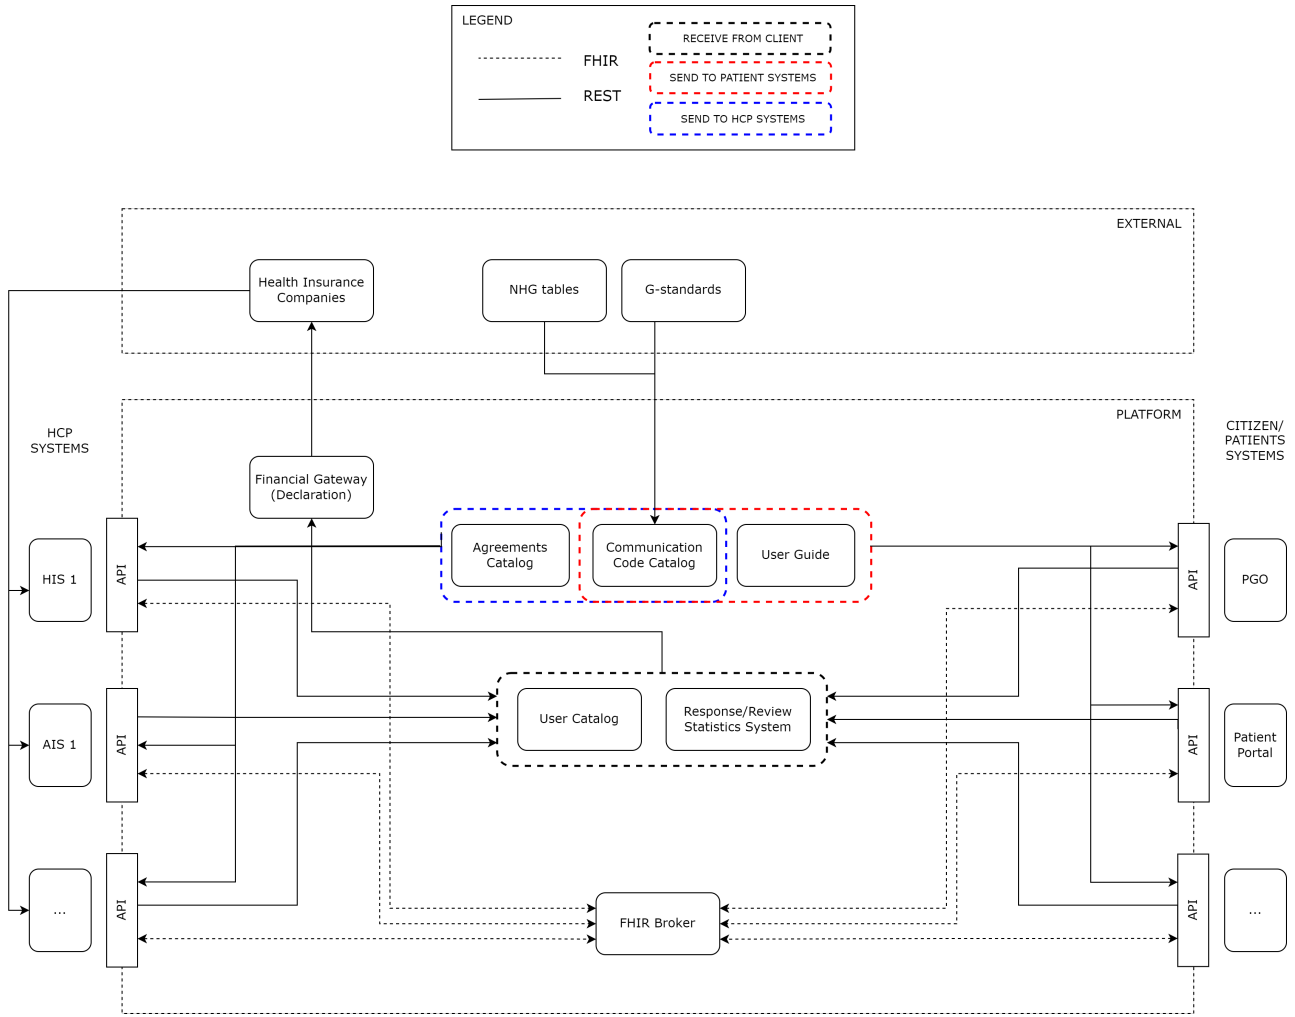 LEGEND
FHIR
REST
RECEIVE FROM CLIENT
SEND TO PATIENT SYSTEMS
SEND TO HCP SYSTEMS
EXTERNAL
Health Insurance
Companies
NHG tables
G-standards
PLATFORM
HCP
SYSTEMS
CITIZEN/
PATIENTS
SYSTEMS
Financial Gateway
(Declaration)
Agreements
Catalog
Communication
Code Catalog
User Guide
HIS 1
API
API
PGO
User Catalog
Response/Review
Statistics System
AIS 1
API
API
Patient
Portal
...
API
FHIR Broker
API
...